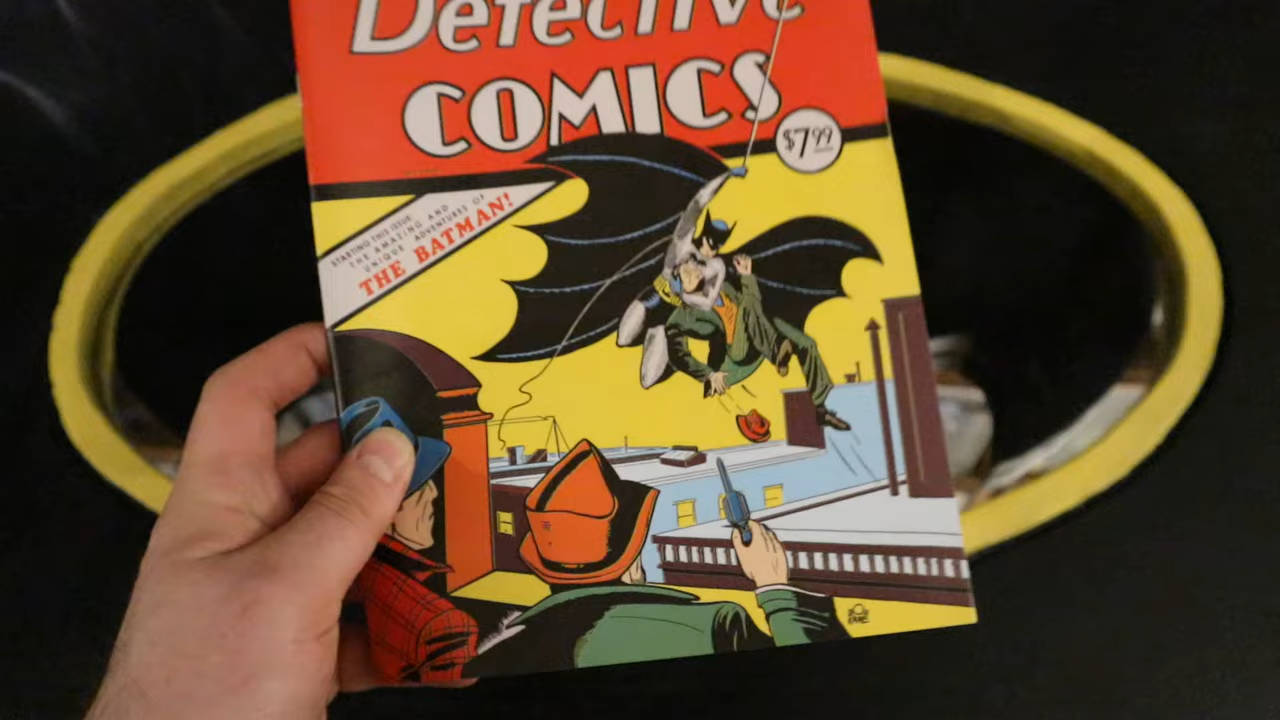 Detective
COMICS
$7.99
STARTING THIS ISSUE:
THE AMAZING AND
UNIQUE ADVENTURES OF
THE BATMAN!